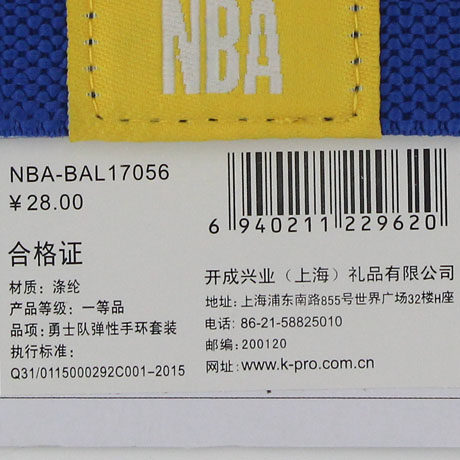 NBA
NBA-BAL17056
¥28.00
6 940211 229620
合格证
材质: 涤纶
产品等级: 一等品
品项: 勇士队弹性手环套装
执行标准:
Q31/0115000292C001-2015
开成兴业（上海）礼品有限公司
地址: 上海浦东南路855号世界广场32楼H座
电话: 86-21-58825010
邮编: 200120
网址: www.k-pro.com.cn